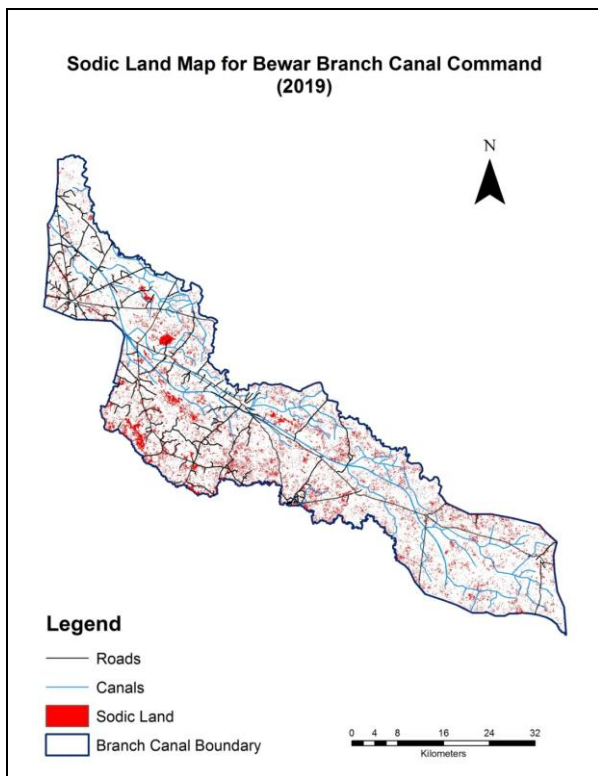 Sodic Land Map for Bewar Branch Canal Command
(2019)
N
Legend
Roads
Canals
Sodic Land
Branch Canal Boundary
0 4 8 16 24 32
Kilometers